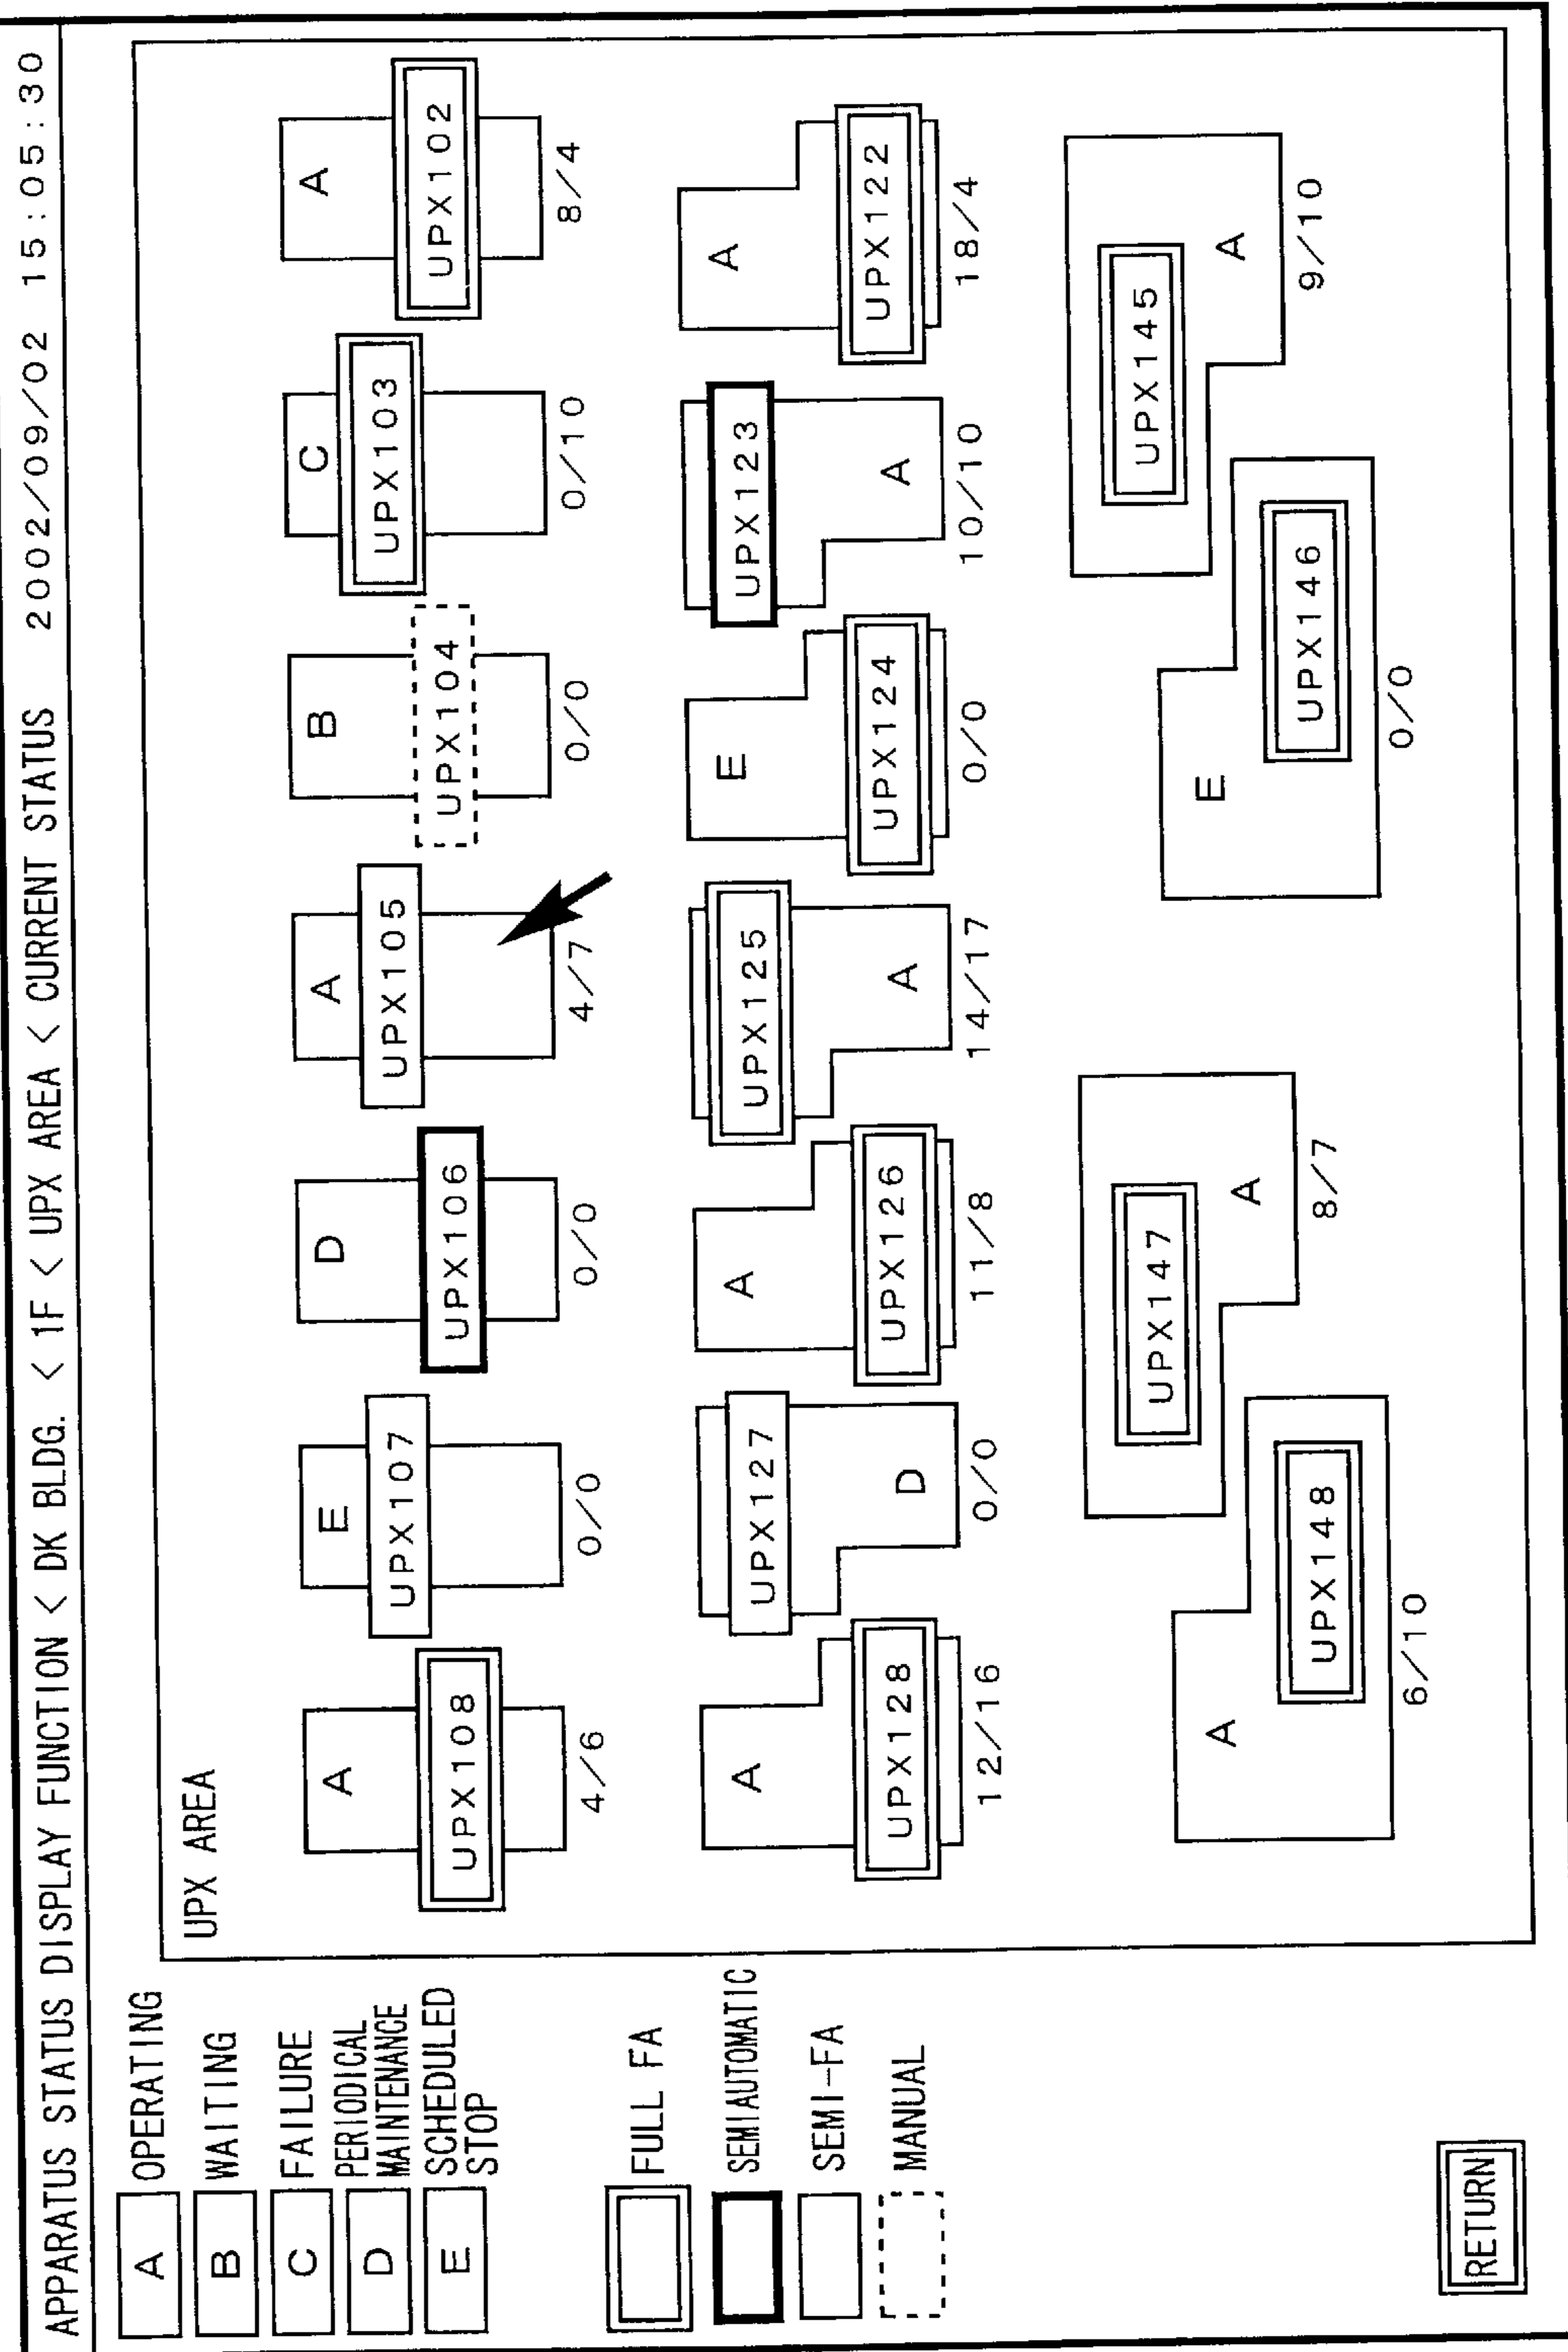 APPARATUS STATUS DISPLAY FUNCTION < DK BLDG. < 1F < UPX AREA < CURRENT STATUS 2002/09/02 15:05:30
A OPERATING
B WAITING
C FAILURE
D PERIODICAL
MAINTENANCE
E SCHEDULED
STOP
FULL FA
SEMIAUTOMATIC
SEMI-FA
MANUAL
RETURN
UPX AREA
A
UPX108
4/6
E
UPX107
0/0
D
UPX106
0/0
A
UPX105
4/7
B
UPX104
0/0
C
UPX103
0/10
A
UPX102
8/4
A
UPX128
12/16
UPX127
D
0/0
A
UPX126
11/8
UPX125
A
14/17
E
UPX124
0/0
UPX123
A
10/10
A
UPX122
18/4
A
UPX148
6/10
UPX147
A
8/7
E
UPX146
0/0
UPX145
A
9/10